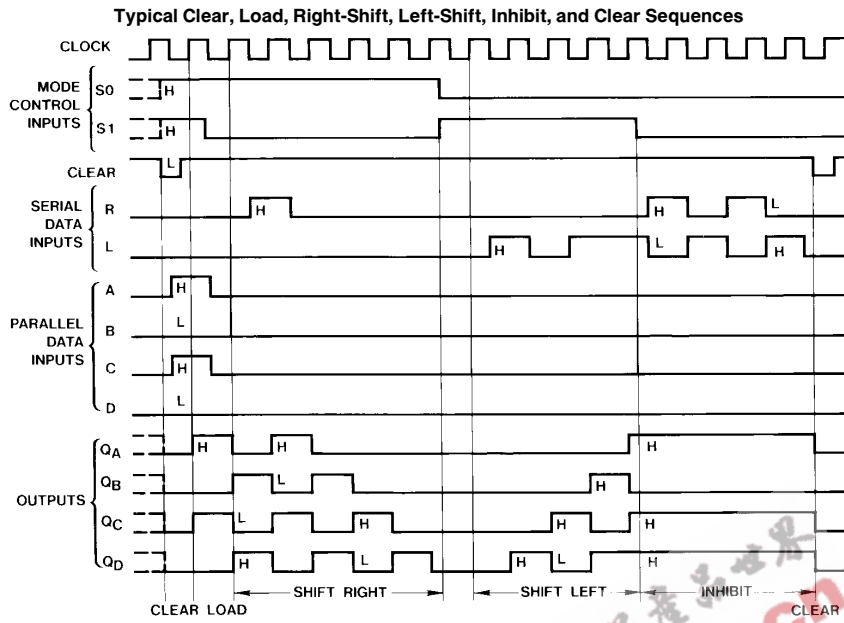 Typical Clear, Load, Right-Shift, Left-Shift, Inhibit, and Clear Sequences
CLOCK
MODE CONTROL INPUTS
S0 H
S1 H
CLEAR L
SERIAL DATA INPUTS
R H H L
L H L H
PARALLEL DATA INPUTS
A H
B L
C H
D L
OUTPUTS
QA H H H
QB L H
QC L H H H
QD H L H L H
SHIFT RIGHT SHIFT LEFT INHIBIT
CLEAR LOAD CLEAR